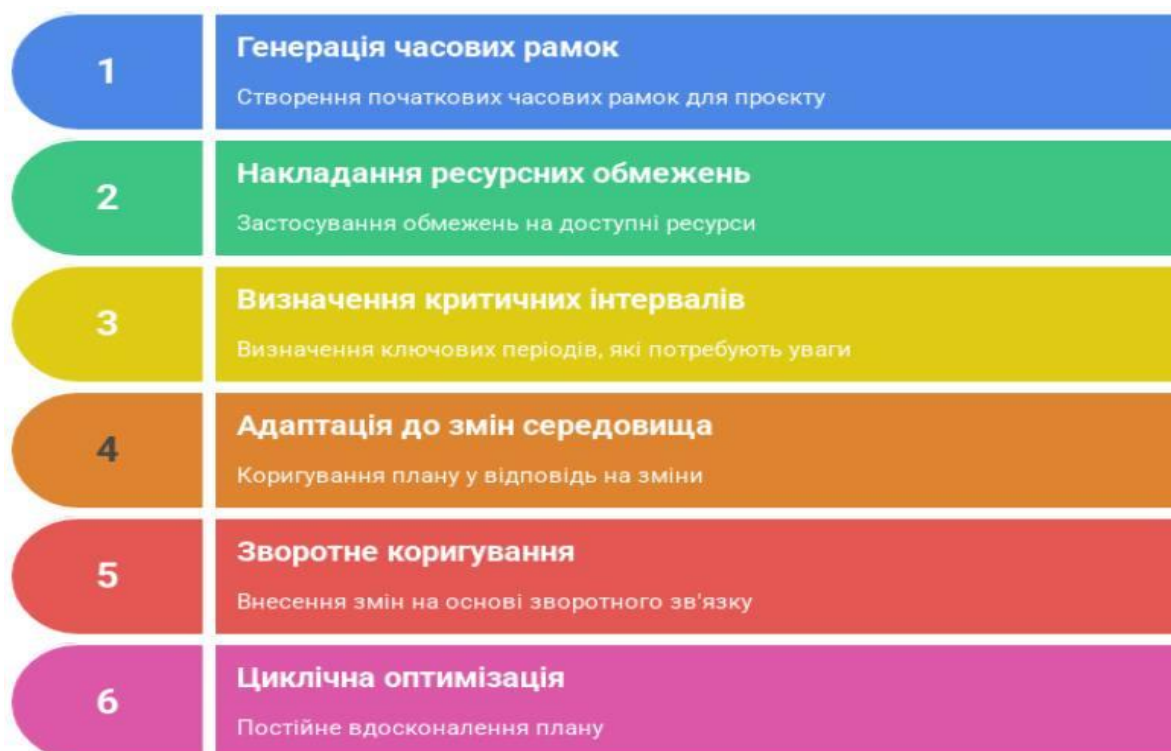 1
Генерація часових рамок
Створення початкових часових рамок для проєкту
2
Накладання ресурсних обмежень
Застосування обмежень на доступні ресурси
3
Визначення критичних інтервалів
Визначення ключових періодів, які потребують уваги
4
Адаптація до змін середовища
Коригування плану у відповідь на зміни
5
Зворотне коригування
Внесення змін на основі зворотного зв'язку
6
Циклічна оптимізація
Постійне вдосконалення плану